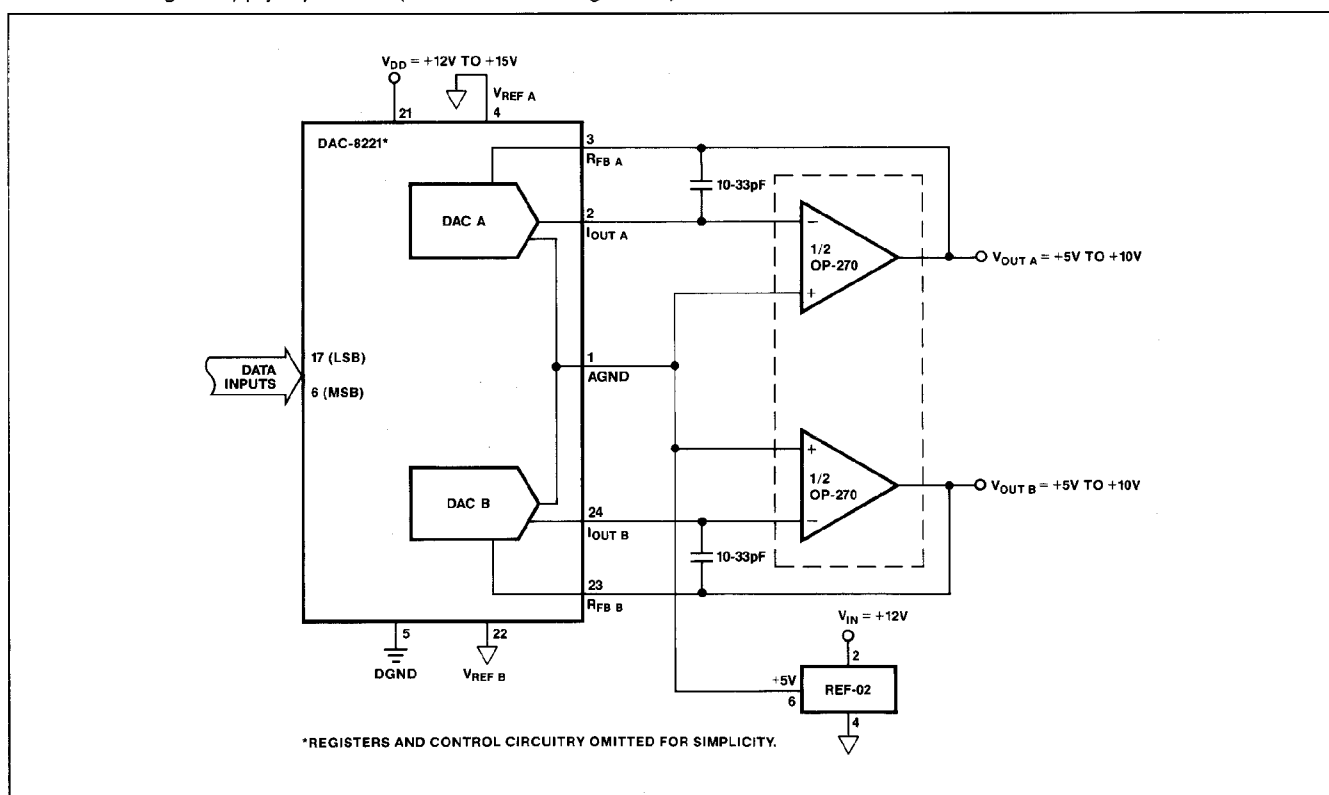 V_DD = +12V TO +15V
V_REF A
21
4
DAC-8221*
3
R_FB A
10-33pF
DAC A
2
I_OUT A
−
1/2
OP-270
+
V_OUT A = +5V TO +10V
1
AGND
DATA
INPUTS
17 (LSB)
6 (MSB)
+
1/2
OP-270
−
V_OUT B = +5V TO +10V
DAC B
24
I_OUT B
10-33pF
23
R_FB B
V_IN = +12V
2
+5V
6
REF-02
4
5
DGND
22
V_REF B
*REGISTERS AND CONTROL CIRCUITRY OMITTED FOR SIMPLICITY.